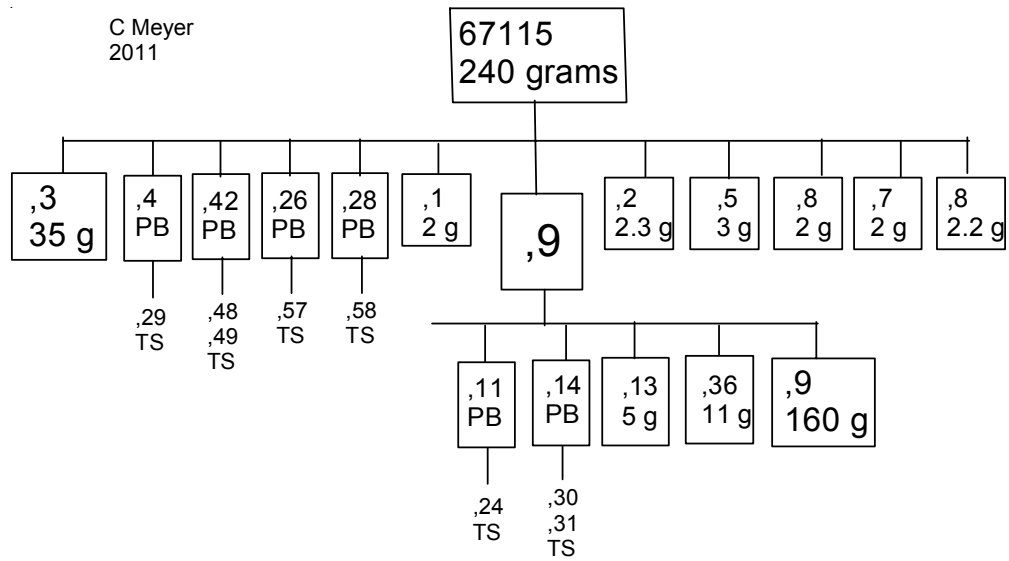 C Meyer
2011
67115
240 grams
,3
35 g
,4
PB
,42
PB
,26
PB
,28
PB
,1
2 g
,9
,2
2.3 g
,5
3 g
,8
2 g
,7
2 g
,8
2.2 g
,29
TS
,48
,49
TS
,57
TS
,58
TS
,11
PB
,14
PB
,13
5 g
,36
11 g
,9
160 g
,24
TS
,30
,31
TS